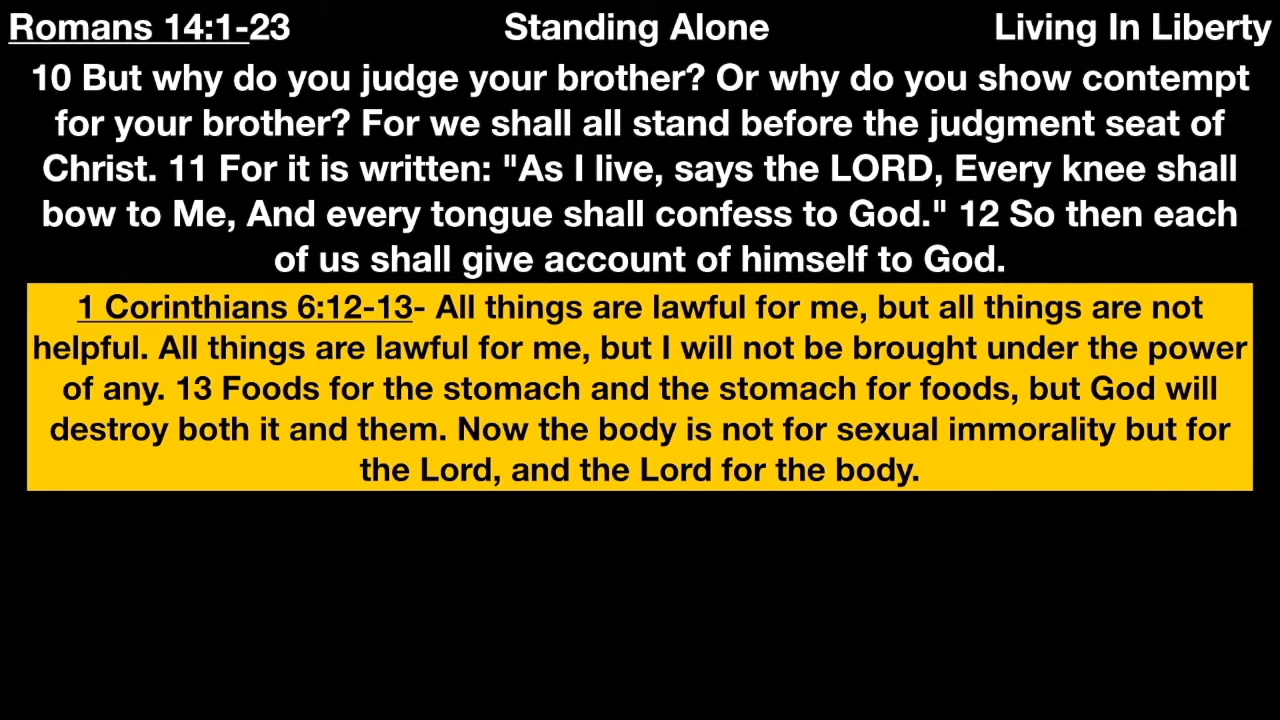 Romans 14:1-23 Standing Alone Living In Liberty
10 But why do you judge your brother? Or why do you show contempt
for your brother? For we shall all stand before the judgment seat of
Christ. 11 For it is written: "As I live, says the LORD, Every knee shall
bow to Me, And every tongue shall confess to God." 12 So then each
of us shall give account of himself to God.
1 Corinthians 6:12-13- All things are lawful for me, but all things are not
helpful. All things are lawful for me, but I will not be brought under the power
of any. 13 Foods for the stomach and the stomach for foods, but God will
destroy both it and them. Now the body is not for sexual immorality but for
the Lord, and the Lord for the body.